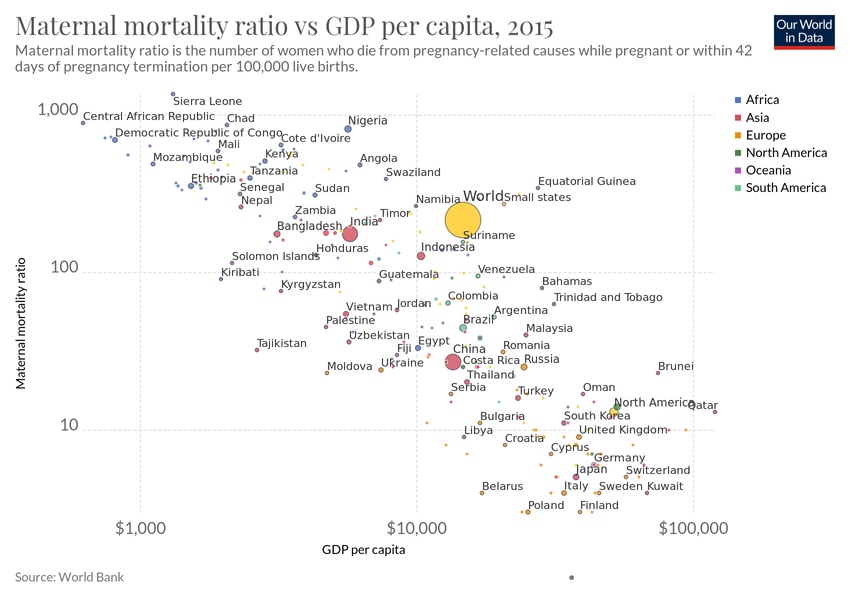 Maternal mortality ratio vs GDP per capita, 2015
Our World
in Data
Maternal mortality ratio is the number of women who die from pregnancy-related causes while pregnant or within 42
days of pregnancy termination per 100,000 live births.
Africa
Asia
Europe
North America
Oceania
South America
Maternal mortality ratio
1,000
100
10
Sierra Leone
Central African Republic
Chad
Nigeria
Democratic Republic of Congo
Cote d'Ivoire
Mali
Kenya
Mozambique
Angola
Tanzania
Swaziland
Ethiopia
Senegal
Sudan
Equatorial Guinea
Nepal
Namibia
World
Small states
Zambia
Timor
Bangladesh
India
Suriname
Honduras
Indonesia
Solomon Islands
Kiribati
Guatemala
Venezuela
Kyrgyzstan
Bahamas
Colombia
Trinidad and Tobago
Vietnam
Jordan
Argentina
Palestine
Brazil
Malaysia
Uzbekistan
Egypt
Tajikistan
Fiji
China
Romania
Moldova
Ukraine
Costa Rica
Russia
Thailand
Brunei
Serbia
Turkey
Oman
North America
Qatar
Bulgaria
South Korea
Libya
Croatia
United Kingdom
Cyprus
Germany
Japan
Switzerland
Belarus
Italy
Sweden
Kuwait
Poland
Finland
$1,000
$10,000
$100,000
GDP per capita
Source: World Bank